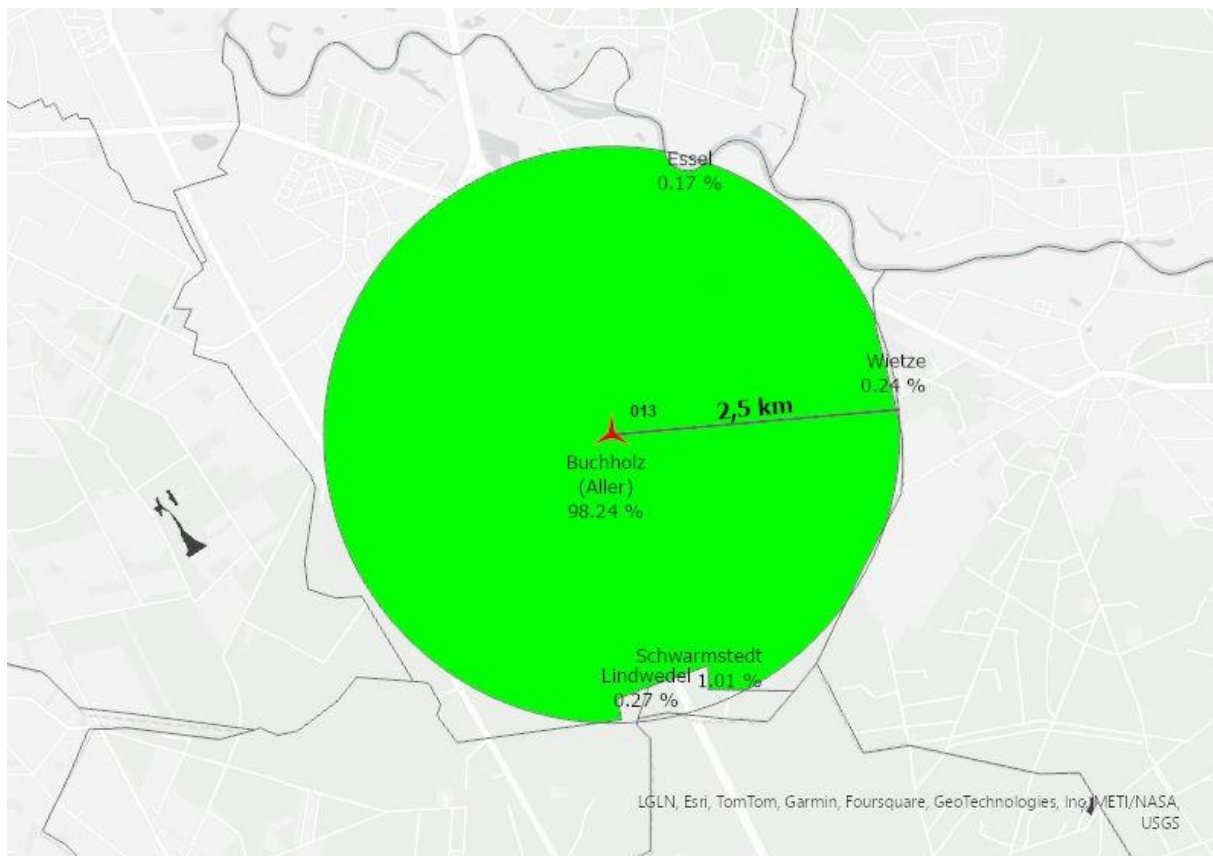 Essel
0.17 %
Wietze
0.24 %
013
2,5 km
Buchholz
(Aller)
98.24 %
Schwarmstedt
1.01 %
Lindwedel
0.27 %
LGLN, Esri, TomTom, Garmin, Foursquare, GeoTechnologies, Inc, METI/NASA,
USGS